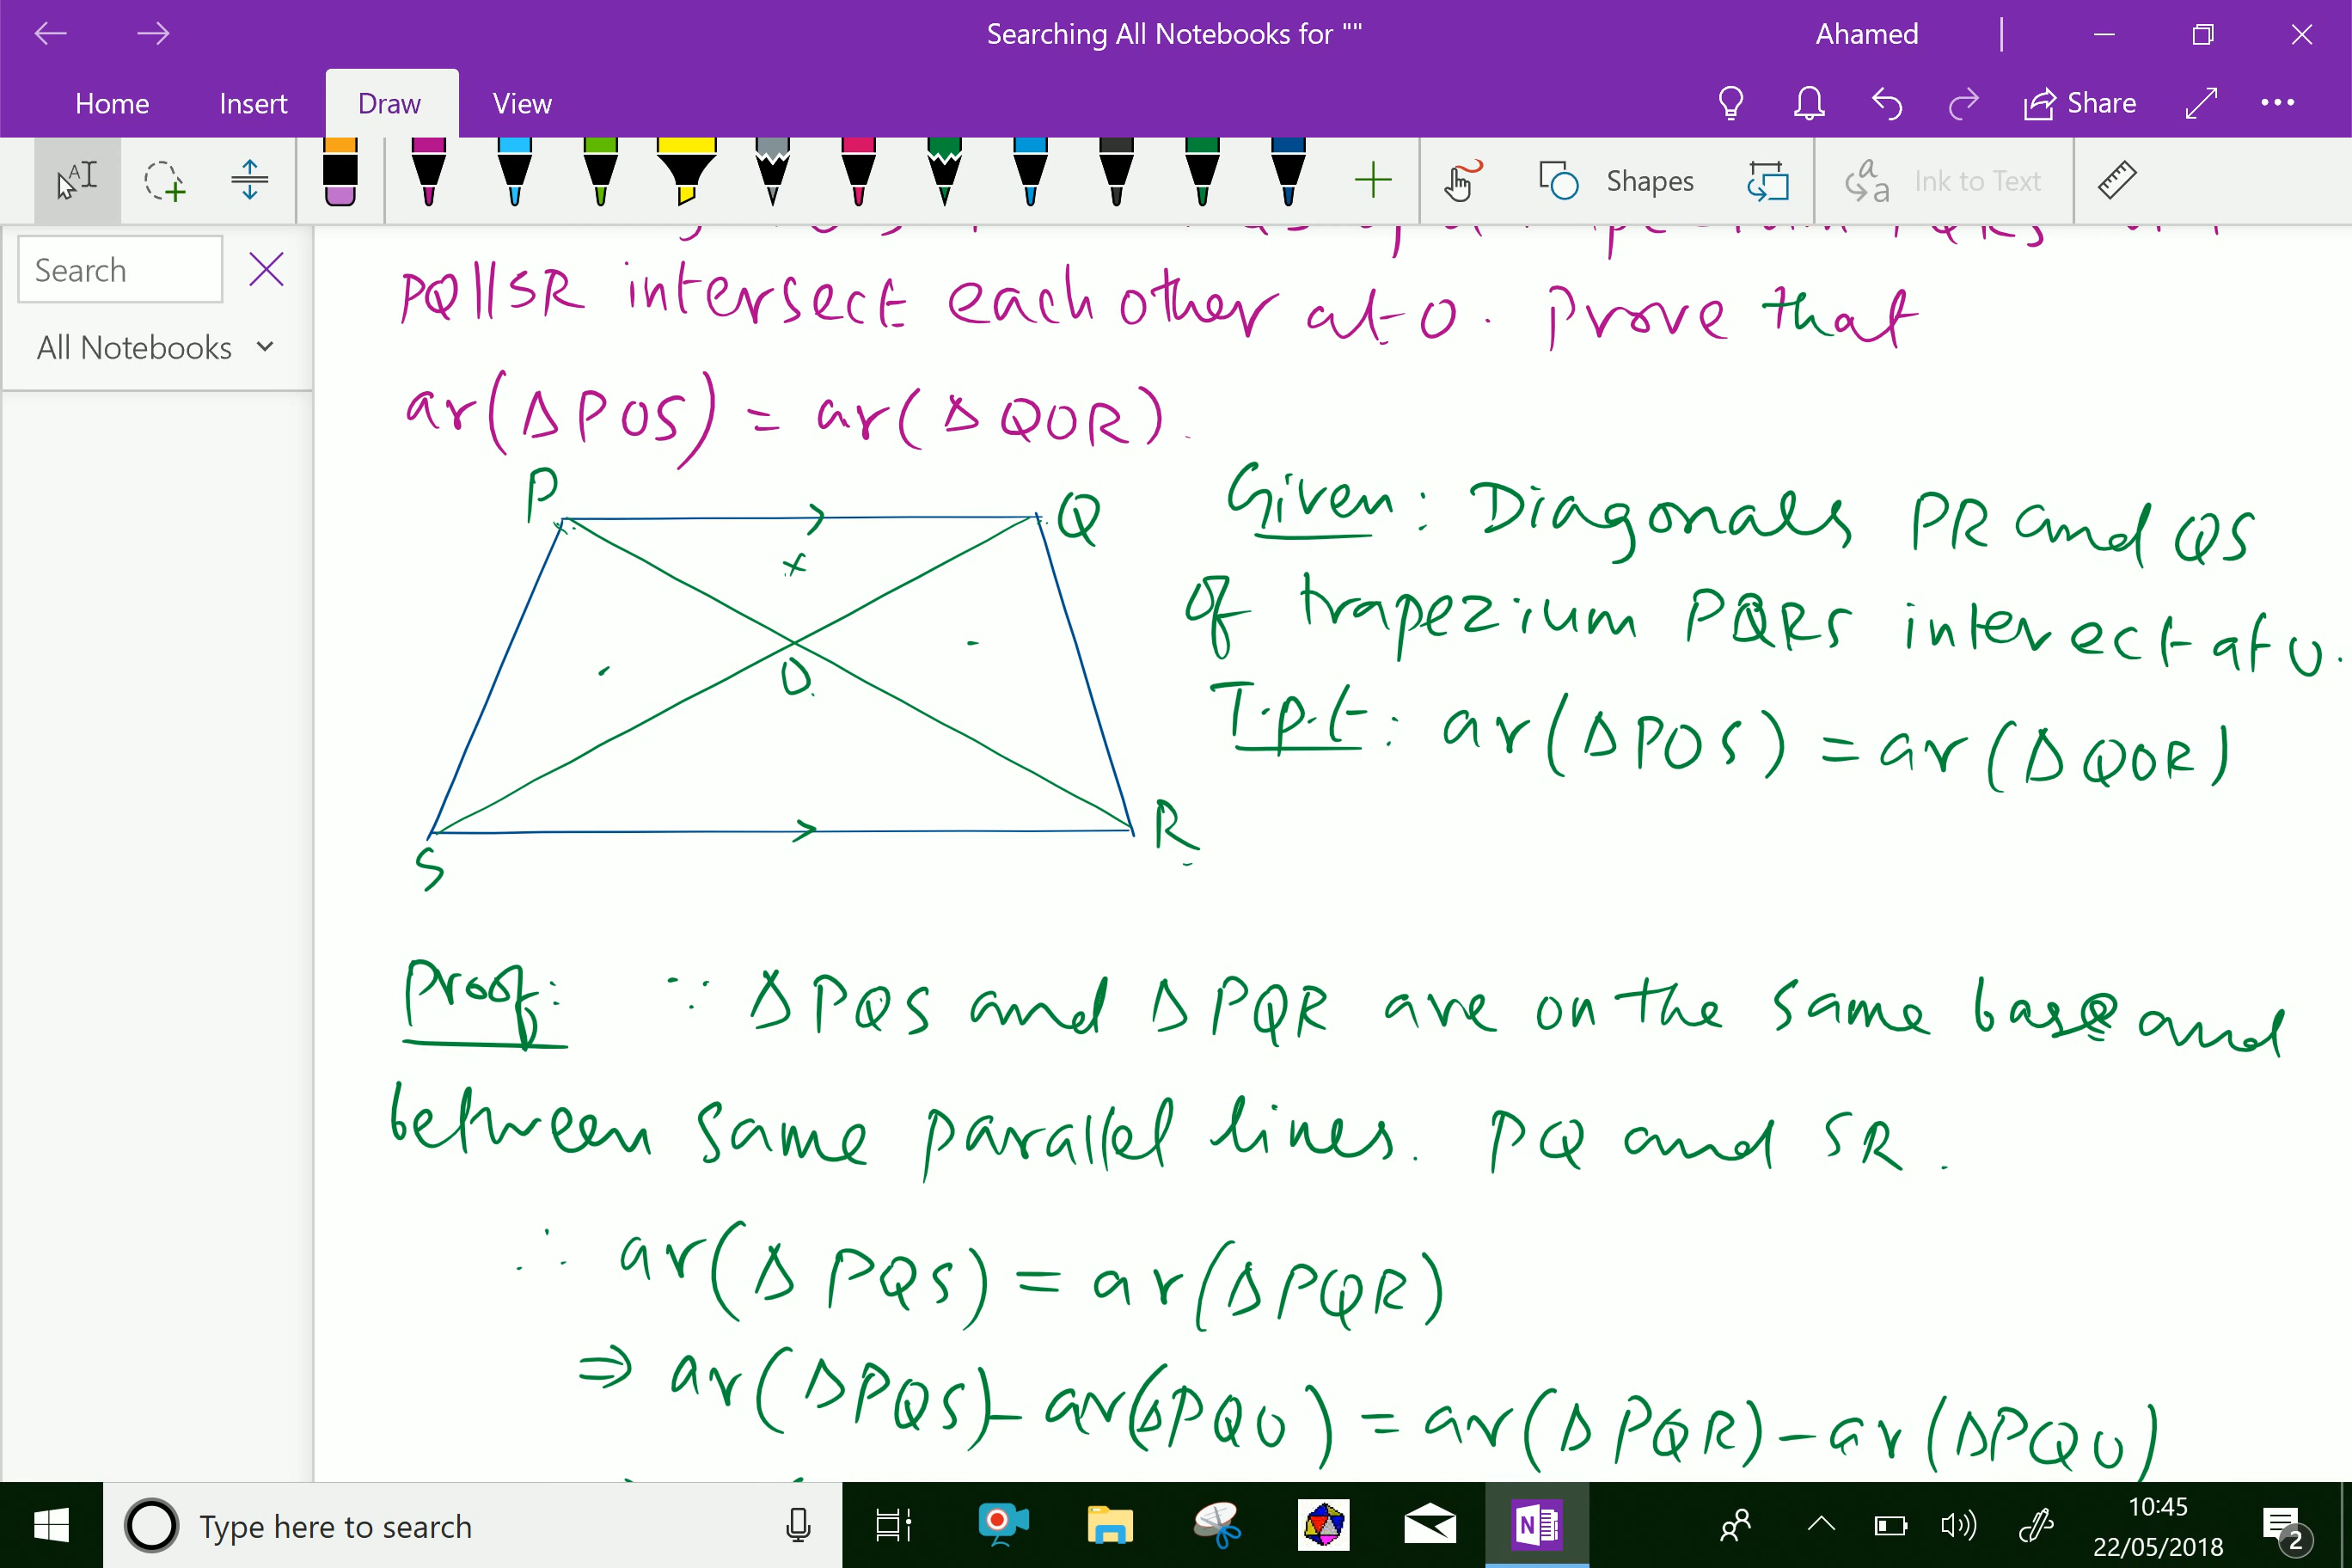 Searching All Notebooks for ""
Ahamed
Home Insert Draw View
Share
Shapes
Ink to Text
Search
All Notebooks
PQ||SR intersect each other at O. Prove that
ar(ΔPOS) = ar(ΔQOR).
P
Q
x
O
S
R
Given: Diagonals PR and QS
of trapezium PQRS interect at O.
T.p.t: ar(ΔPOS) = ar(ΔQOR)
Proof: ∵ ΔPQS and ΔPQR are on the same base and
between same parallel lines. PQ and SR.
∴ ar(ΔPQS) = ar(ΔPQR)
⇒ ar(ΔPQS) - ar(ΔPQO) = ar(ΔPQR) - ar(ΔPQO)
Type here to search
N
10:45
22/05/2018
2